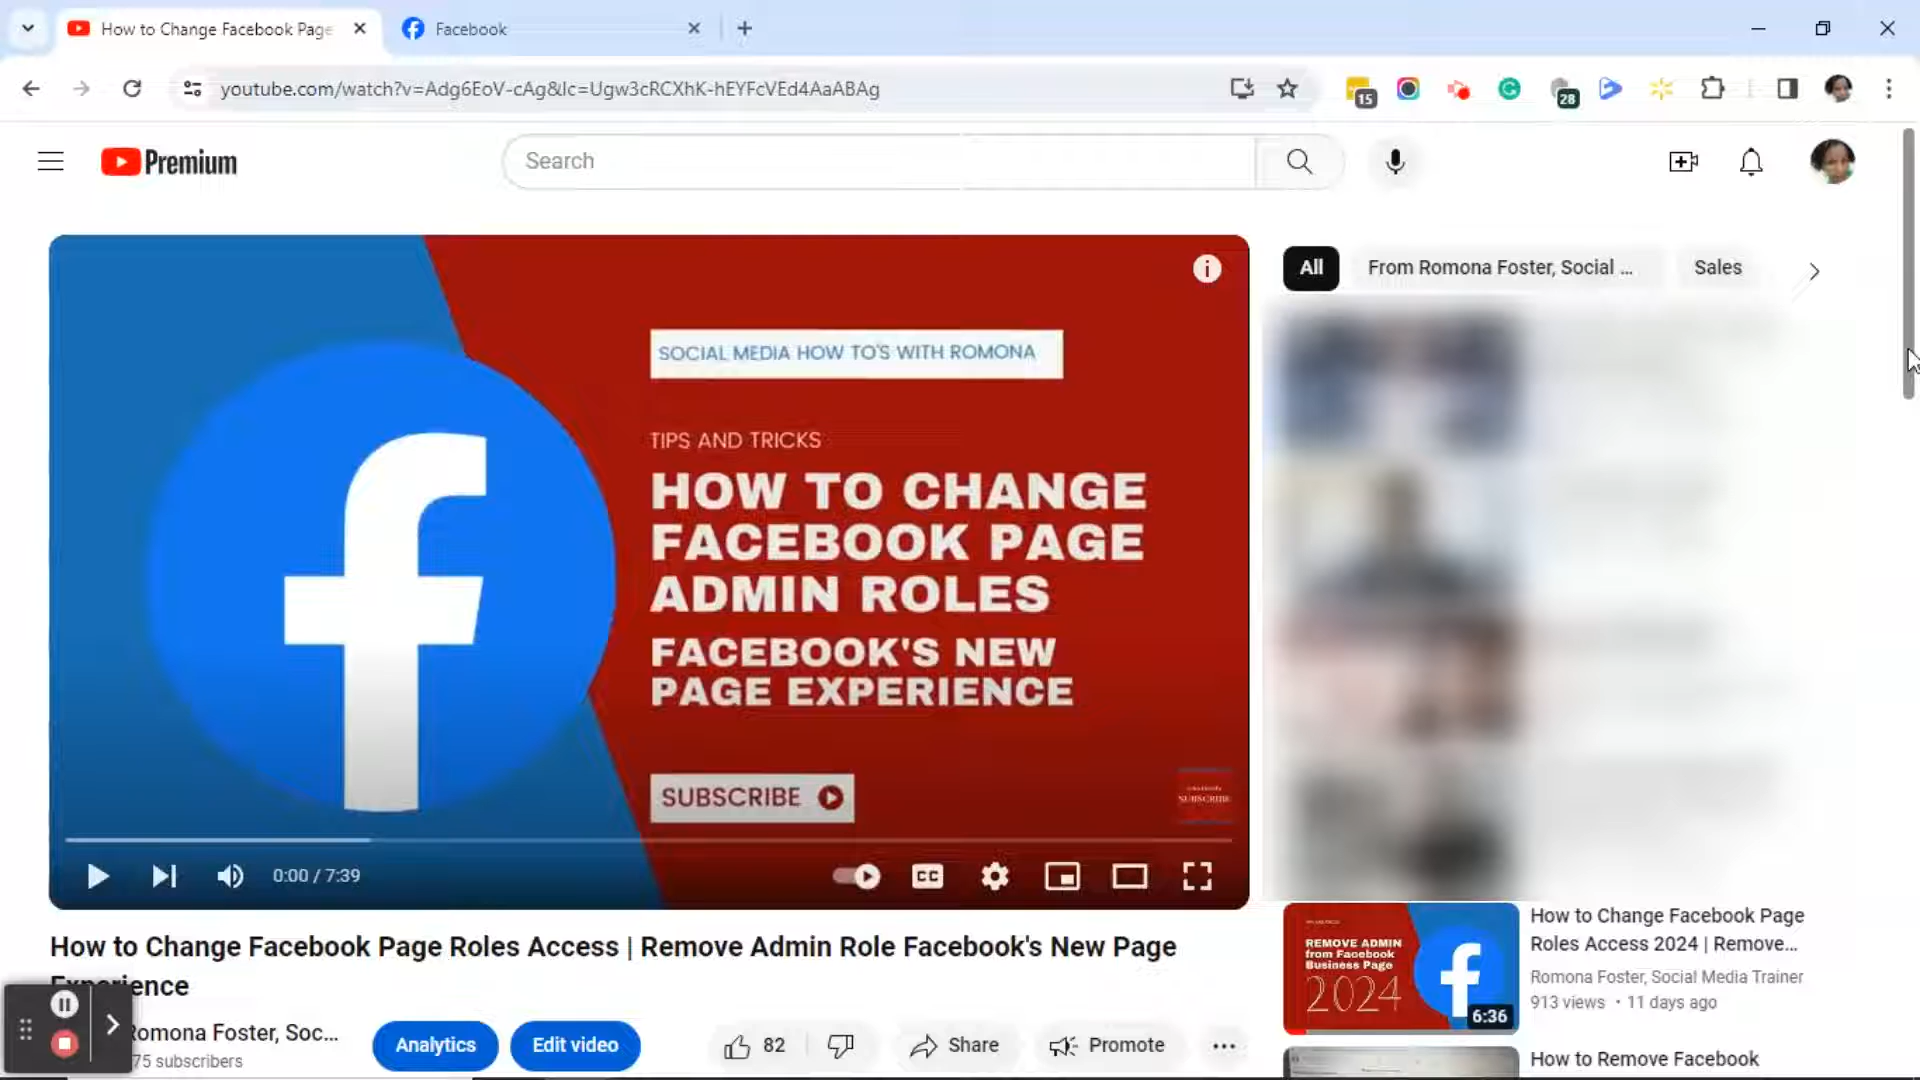 How to Change Facebook Page
Facebook
youtube.com/watch?v=Adg6EoV-cAg&lc=Ugw3cRCXhK-hEYFcVEd4AaABAg
15
28
Premium
Search
All
From Romona Foster, Social ...
Sales
SOCIAL MEDIA HOW TO'S WITH ROMONA
TIPS AND TRICKS
HOW TO CHANGE
FACEBOOK PAGE
ADMIN ROLES
FACEBOOK'S NEW
PAGE EXPERIENCE
SUBSCRIBE
SUBSCRIBE
0:00 / 7:39
CC
How to Change Facebook Page Roles Access | Remove Admin Role Facebook's New Page
Experience
Romona Foster, Soc...
75 subscribers
Analytics
Edit video
82
Share
Promote
REMOVE ADMIN
from Facebook
Business Page
2024
6:36
How to Change Facebook Page
Roles Access 2024 | Remove...
Romona Foster, Social Media Trainer
913 views • 11 days ago
How to Remove Facebook